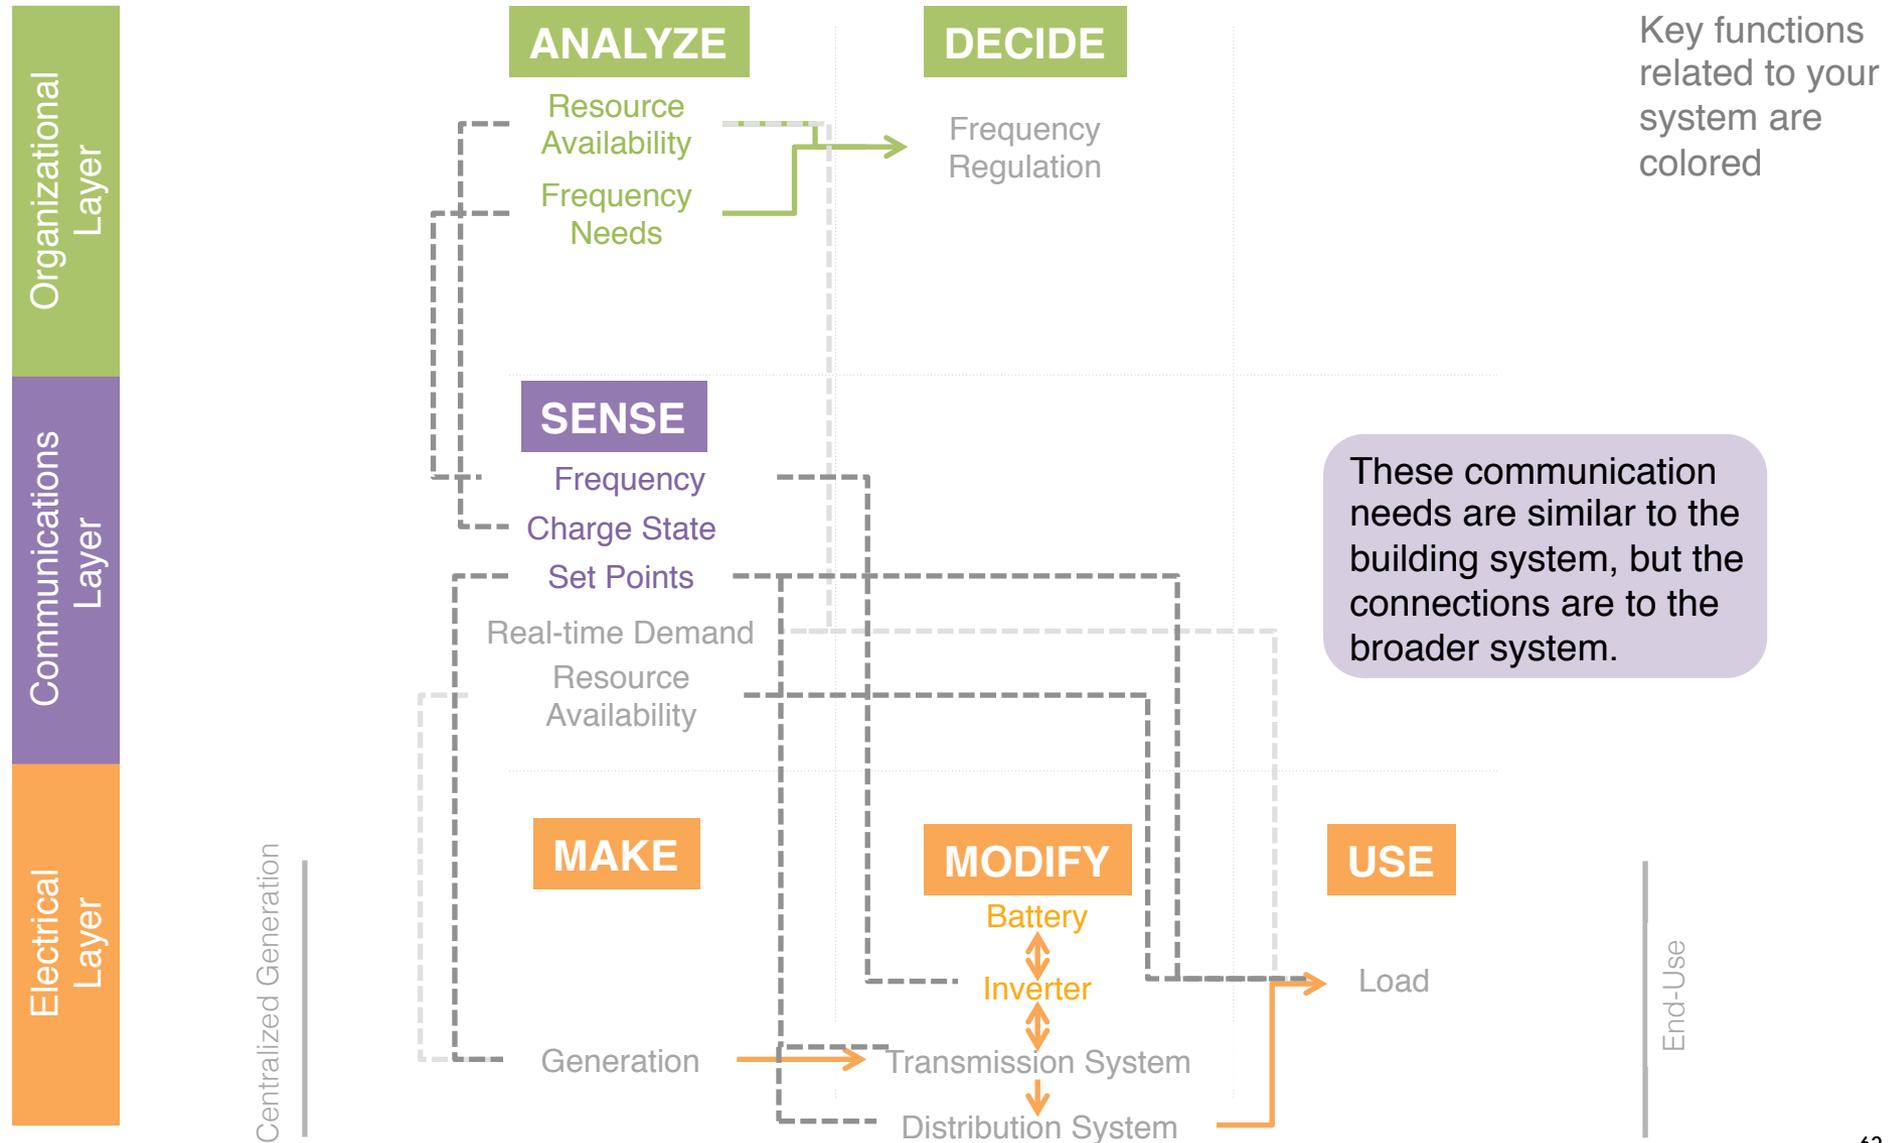 Organizational
Layer
ANALYZE
DECIDE
Key functions
related to your
system are
colored
Resource
Availability
Frequency
Needs
Frequency
Regulation
Communications
Layer
SENSE
Frequency
Charge State
Set Points
Real-time Demand
Resource
Availability
These communication
needs are similar to the
building system, but the
connections are to the
broader system.
Electrical
Layer
Centralized Generation
MAKE
MODIFY
USE
Battery
Inverter
Load
Generation
Transmission System
Distribution System
End-Use